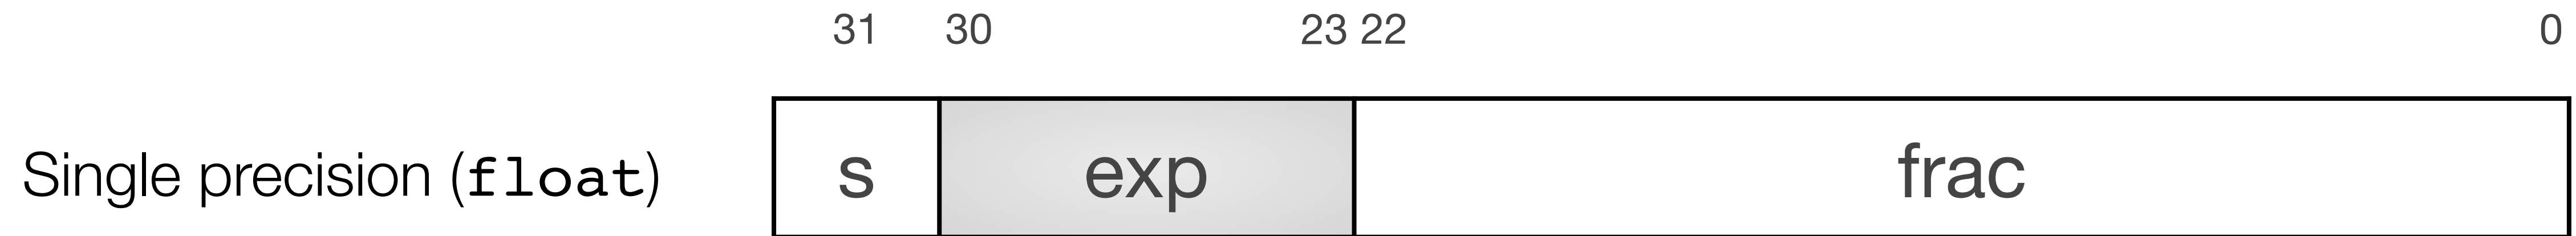 31 30 23 22 0
Single precision (float) s exp frac